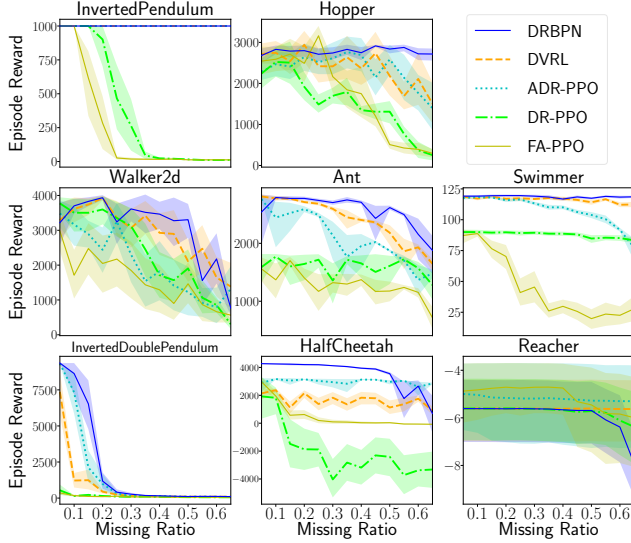 InvertedPendulum
Hopper
Episode Reward
1000
750
500
250
0
3000
2000
1000
0
DRBPN
DVRL
ADR-PPO
DR-PPO
FA-PPO
Walker2d
Ant
Swimmer
Episode Reward
4000
3000
2000
1000
0
2000
1000
125
100
75
50
25
InvertedDoublePendulum
HalfCheetah
Reacher
Episode Reward
7500
5000
2500
0
4000
2000
0
−2000
−4000
−4
−6
−8
0.1 0.2 0.3 0.4 0.5 0.6
0.1 0.2 0.3 0.4 0.5 0.6
0.1 0.2 0.3 0.4 0.5 0.6
Missing Ratio
Missing Ratio
Missing Ratio